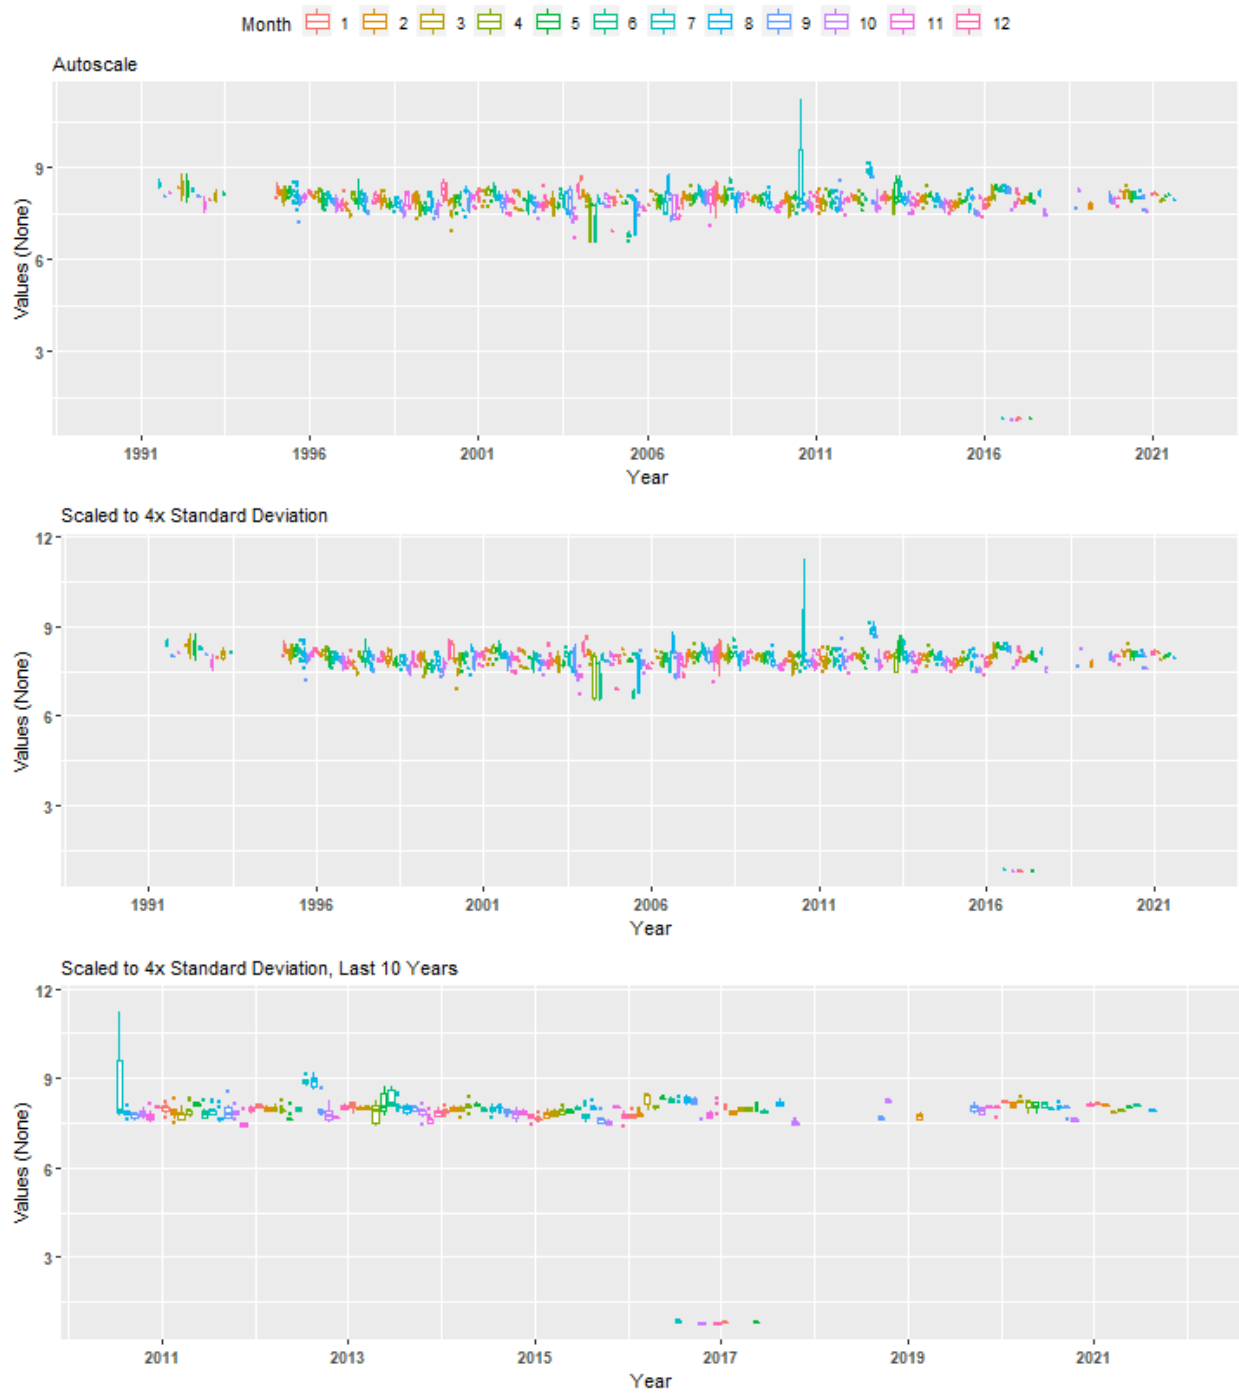 Month 1 2 3 4 5 6 7 8 9 10 11 12
Autoscale
9
6
3
Values (None)
1991 1996 2001 2006 2011 2016 2021
Year
Scaled to 4x Standard Deviation
12
9
6
3
Values (None)
1991 1996 2001 2006 2011 2016 2021
Year
Scaled to 4x Standard Deviation, Last 10 Years
12
9
6
3
Values (None)
2011 2013 2015 2017 2019 2021
Year